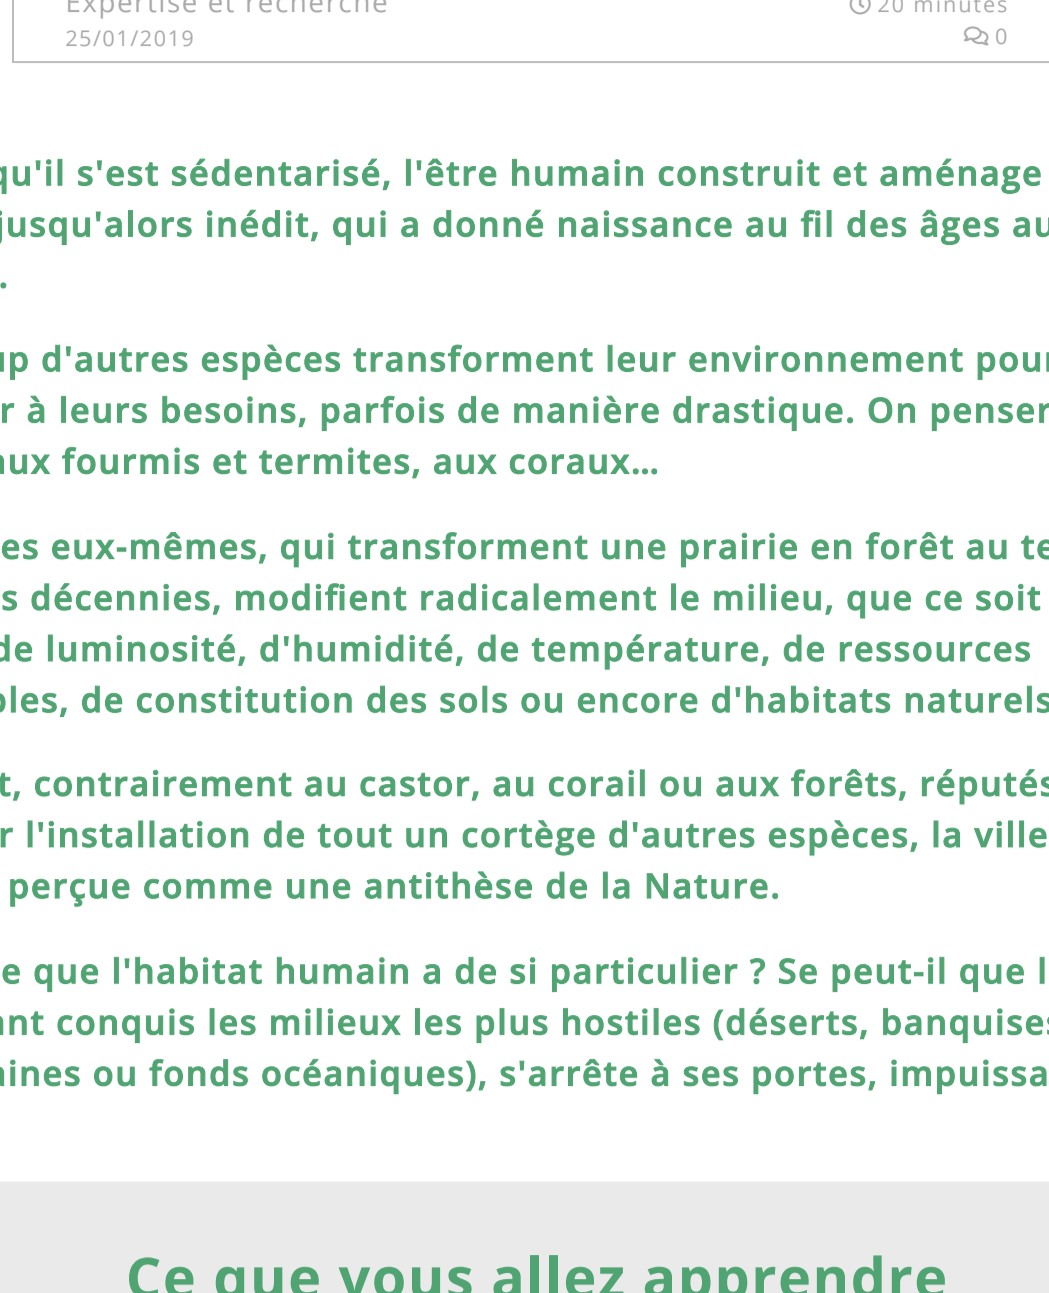 Expertise et recherche
20 minutes
25/01/2019
0
qu'il s'est sédentarisé, l'être humain construit et aménage
jusqu'alors inédit, qui a donné naissance au fil des âges au
.
up d'autres espèces transforment leur environnement pour
r à leurs besoins, parfois de manière drastique. On penser
aux fourmis et termites, aux coraux...
es eux-mêmes, qui transforment une prairie en forêt au te
s décennies, modifient radicalement le milieu, que ce soit
de luminosité, d'humidité, de température, de ressources
bles, de constitution des sols ou encore d'habitats naturels
t, contrairement au castor, au corail ou aux forêts, réputés
r l'installation de tout un cortège d'autres espèces, la ville
perçue comme une antithèse de la Nature.
e que l'habitat humain a de si particulier ? Se peut-il que l
ant conquis les milieux les plus hostiles (déserts, banquises
aines ou fonds océaniques), s'arrête à ses portes, impuissa
Ce que vous allez apprendre